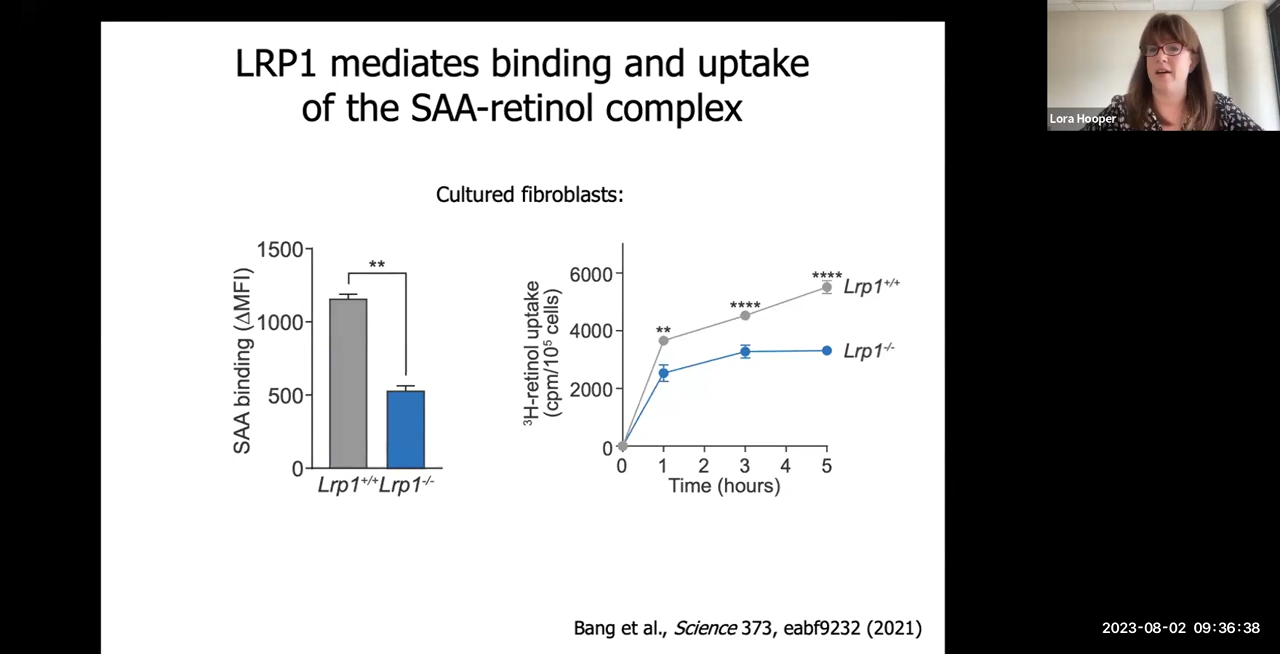 LRP1 mediates binding and uptake
of the SAA-retinol complex
Lora Hooper
Cultured fibroblasts:
SAA binding (ΔMFI)
1500
1000
500
0
**
Lrp1+/+ Lrp1-/-
³H-retinol uptake
(cpm/10⁵ cells)
6000
4000
2000
0
**
****
****
Lrp1+/+
Lrp1-/-
0 1 2 3 4 5
Time (hours)
Bang et al., Science 373, eabf9232 (2021)
2023-08-02 09:36:38